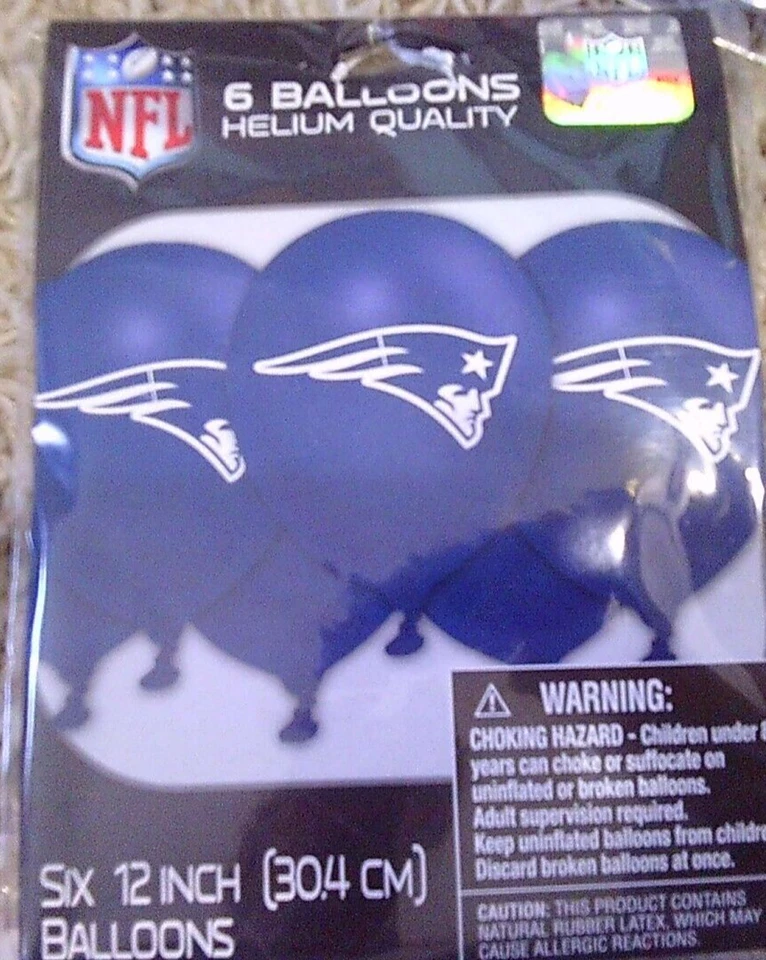 NFL
6 BALLOONS
HELIUM QUALITY
NFL
WARNING:
CHOKING HAZARD - Children under 8
years can choke or suffocate on
uninflated or broken balloons.
Adult supervision required.
Keep uninflated balloons from childre
Discard broken balloons at once.
SIX 12 INCH (30.4 CM)
BALLOONS
CAUTION: THIS PRODUCT CONTAINS
NATURAL RUBBER LATEX, WHICH MAY
CAUSE ALLERGIC REACTIONS.